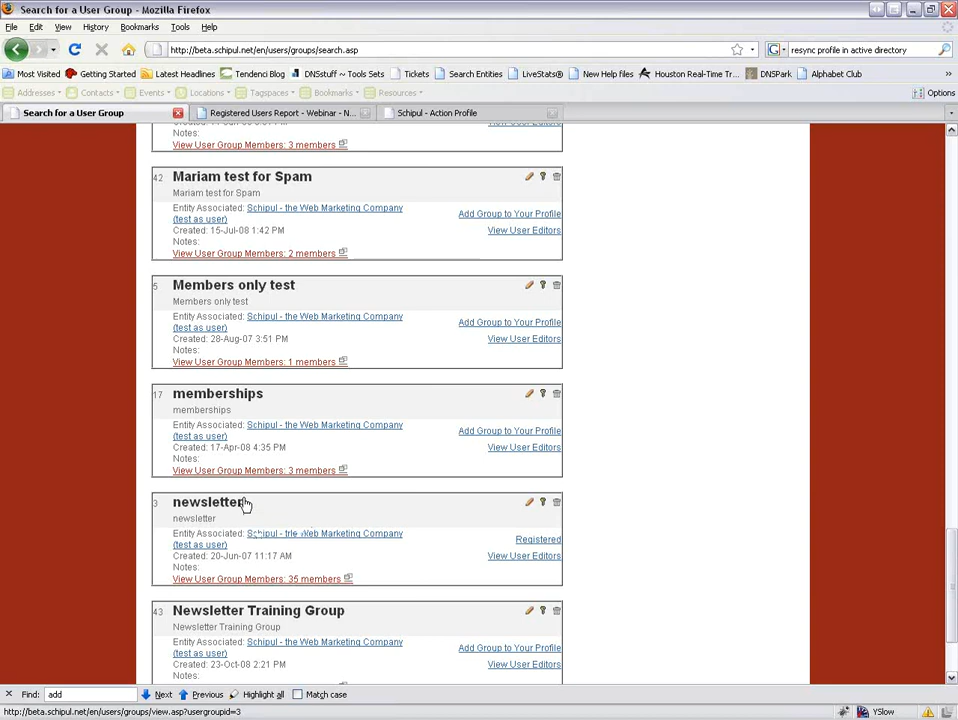 Search for a User Group - Mozilla Firefox
File Edit View History Bookmarks Tools Help
http://beta.schipul.net/en/users/groups/search.asp
resync profile in active directory
Most Visited Getting Started Latest Headlines Tendenci Blog DNSstuff ~ Tools Sets Tickets Search Entities LiveStats® New Help files Houston Real-Time Tr... DNSPark Alphabet Club »
Addresses Contacts Events Locations Tagspaces Bookmarks Resources Options
Search for a User Group Registered Users Report - Webinar - N... Schipul - Action Profile
Notes:
View User Group Members: 3 members
42 Mariam test for Spam
Mariam test for Spam
Entity Associated: Schipul - the Web Marketing Company
(test as user)
Add Group to Your Profile
Created: 15-Jul-08 1:42 PM
View User Editors
Notes:
View User Group Members: 2 members
5 Members only test
Members only test
Entity Associated: Schipul - the Web Marketing Company
(test as user)
Add Group to Your Profile
Created: 28-Aug-07 3:51 PM
View User Editors
Notes:
View User Group Members: 1 members
17 memberships
memberships
Entity Associated: Schipul - the Web Marketing Company
(test as user)
Add Group to Your Profile
Created: 17-Apr-08 4:35 PM
View User Editors
Notes:
View User Group Members: 3 members
3 newsletter
newsletter
Entity Associated: Schipul - the Web Marketing Company
(test as user)
Registered
Created: 20-Jun-07 11:17 AM
View User Editors
Notes:
View User Group Members: 35 members
43 Newsletter Training Group
Newsletter Training Group
Entity Associated: Schipul - the Web Marketing Company
(test as user)
Add Group to Your Profile
Created: 23-Oct-08 2:21 PM
View User Editors
Notes:
Find: add Next Previous Highlight all Match case
http://beta.schipul.net/en/users/groups/view.asp?usergroupid=3 YSlow